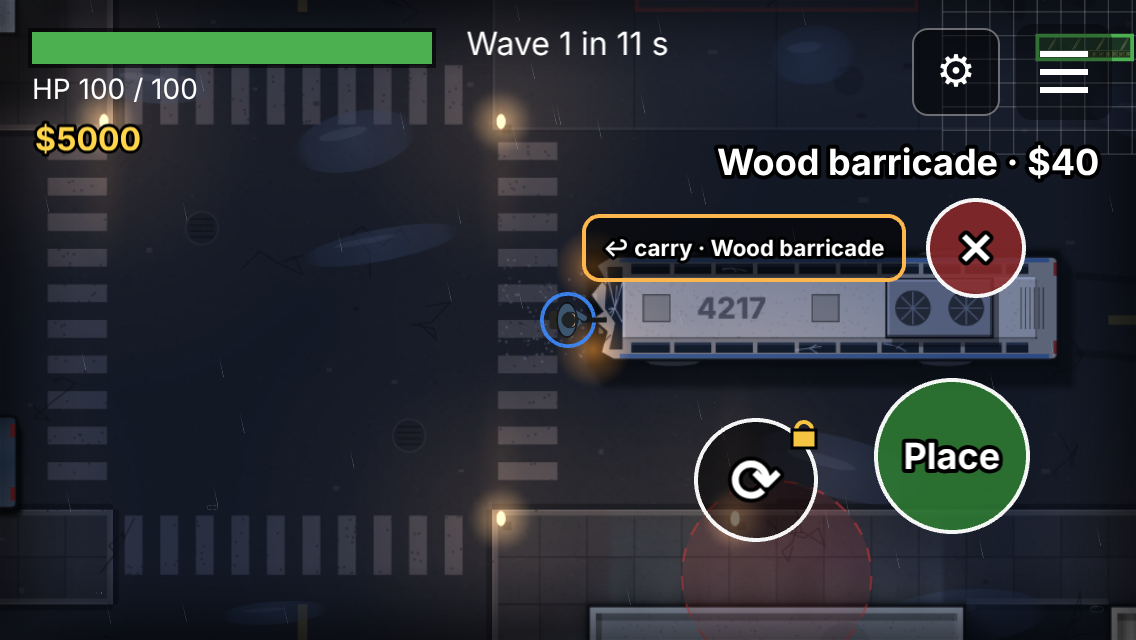 Wave 1 in 11 s
HP 100 / 100
$5000
Wood barricade · $40
↩ carry · Wood barricade
4217
Place